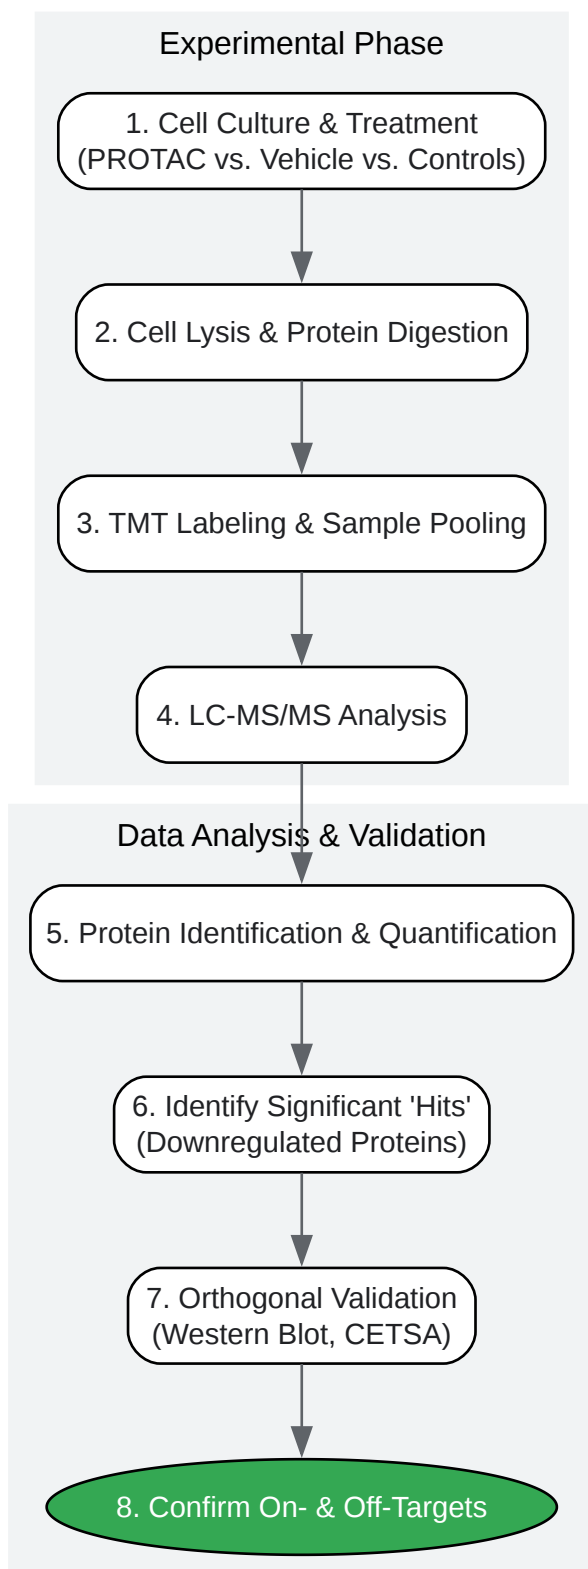 Experimental Phase
1. Cell Culture & Treatment
(PROTAC vs. Vehicle vs. Controls)
2. Cell Lysis & Protein Digestion
3. TMT Labeling & Sample Pooling
4. LC-MS/MS Analysis
Data Analysis & Validation
5. Protein Identification & Quantification
6. Identify Significant 'Hits'
(Downregulated Proteins)
7. Orthogonal Validation
(Western Blot, CETSA)
8. Confirm On- & Off-Targets